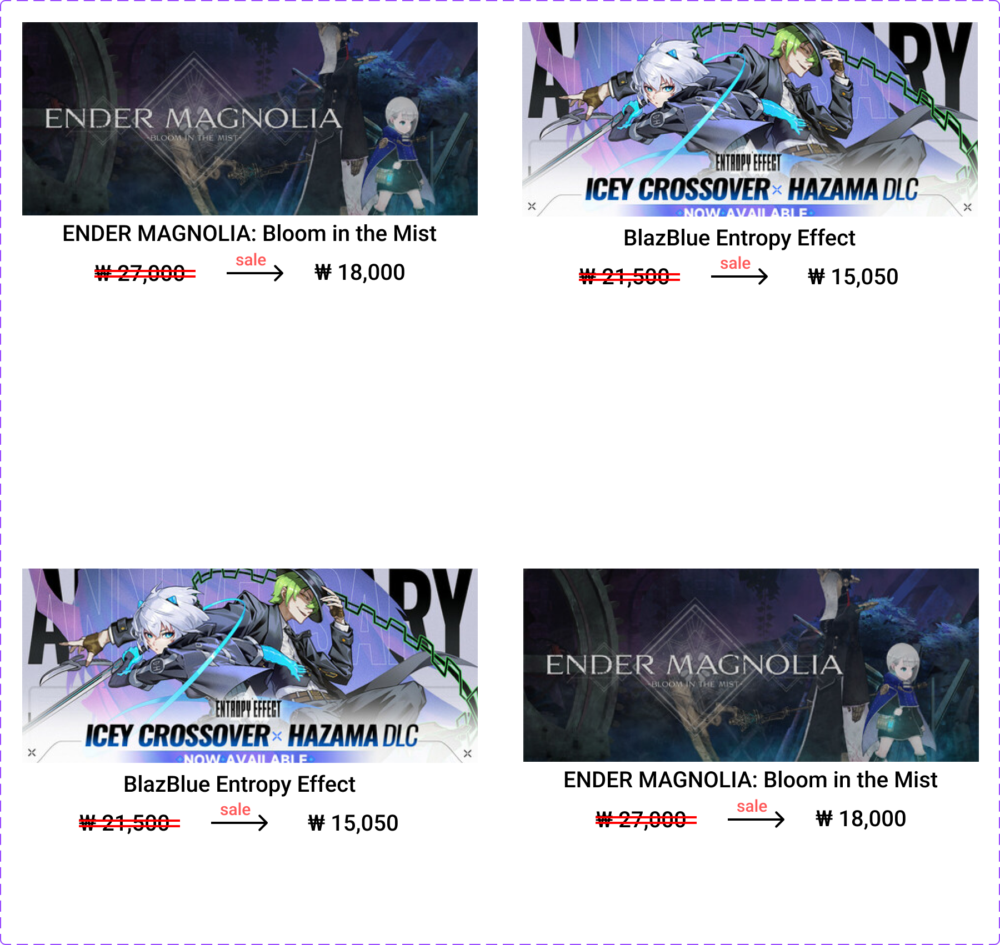 ENDER MAGNOLIA
-BLOOM IN THE MIST-
ENDER MAGNOLIA: Bloom in the Mist
₩ 27,000 sale ₩ 18,000
ANNIVERSARY
ENTROPY EFFECT
ICEY CROSSOVER × HAZAMA DLC
NOW AVAILABLE
BlazBlue Entropy Effect
₩ 21,500 sale ₩ 15,050
ANNIVERSARY
ENTROPY EFFECT
ICEY CROSSOVER × HAZAMA DLC
NOW AVAILABLE
BlazBlue Entropy Effect
₩ 21,500 sale ₩ 15,050
ENDER MAGNOLIA
-BLOOM IN THE MIST-
ENDER MAGNOLIA: Bloom in the Mist
₩ 27,000 sale ₩ 18,000